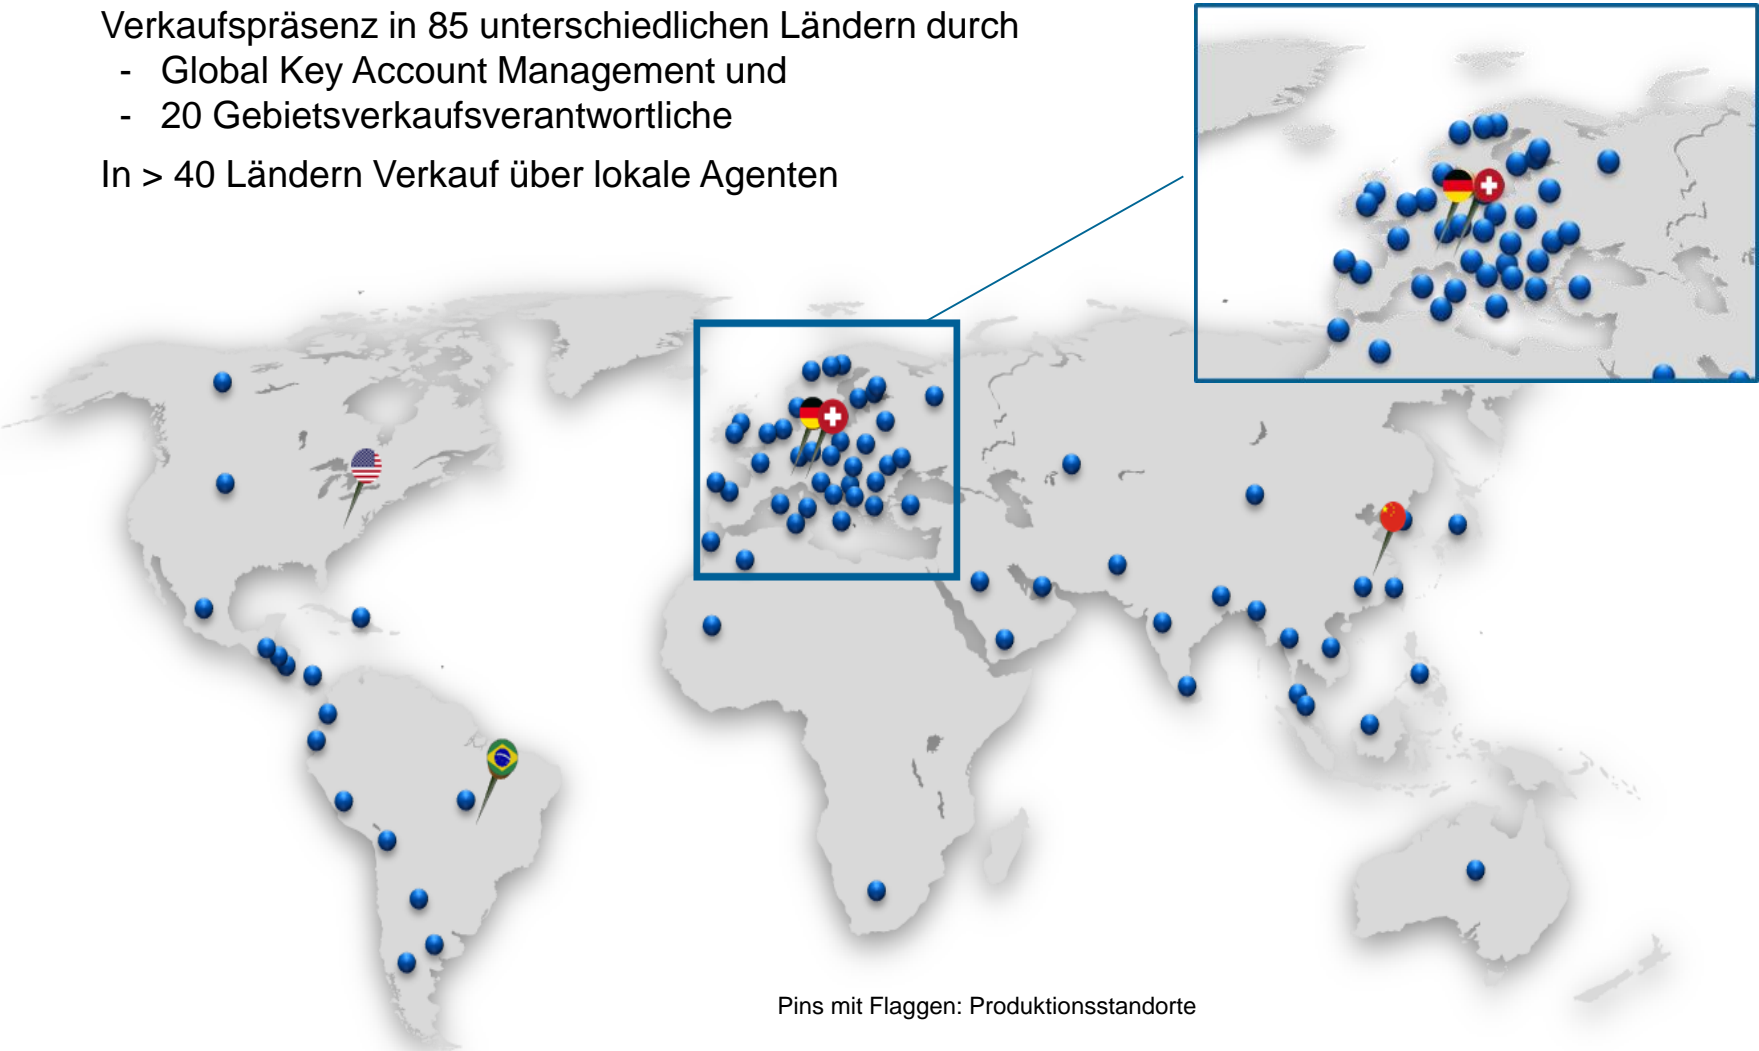 Verkaufspräsenz in 85 unterschiedlichen Ländern durch
- Global Key Account Management und
- 20 Gebietsverkaufsverantwortliche
In > 40 Ländern Verkauf über lokale Agenten
Pins mit Flaggen: Produktionsstandorte